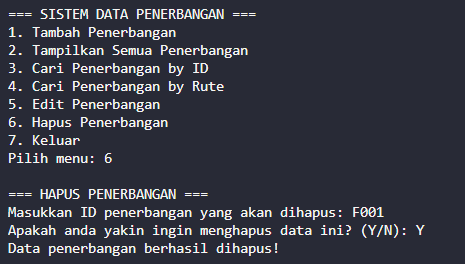 === SISTEM DATA PENERBANGAN ===
1. Tambah Penerbangan
2. Tampilkan Semua Penerbangan
3. Cari Penerbangan by ID
4. Cari Penerbangan by Rute
5. Edit Penerbangan
6. Hapus Penerbangan
7. Keluar
Pilih menu: 6
=== HAPUS PENERBANGAN ===
Masukkan ID penerbangan yang akan dihapus: F001
Apakah anda yakin ingin menghapus data ini? (Y/N): Y
Data penerbangan berhasil dihapus!